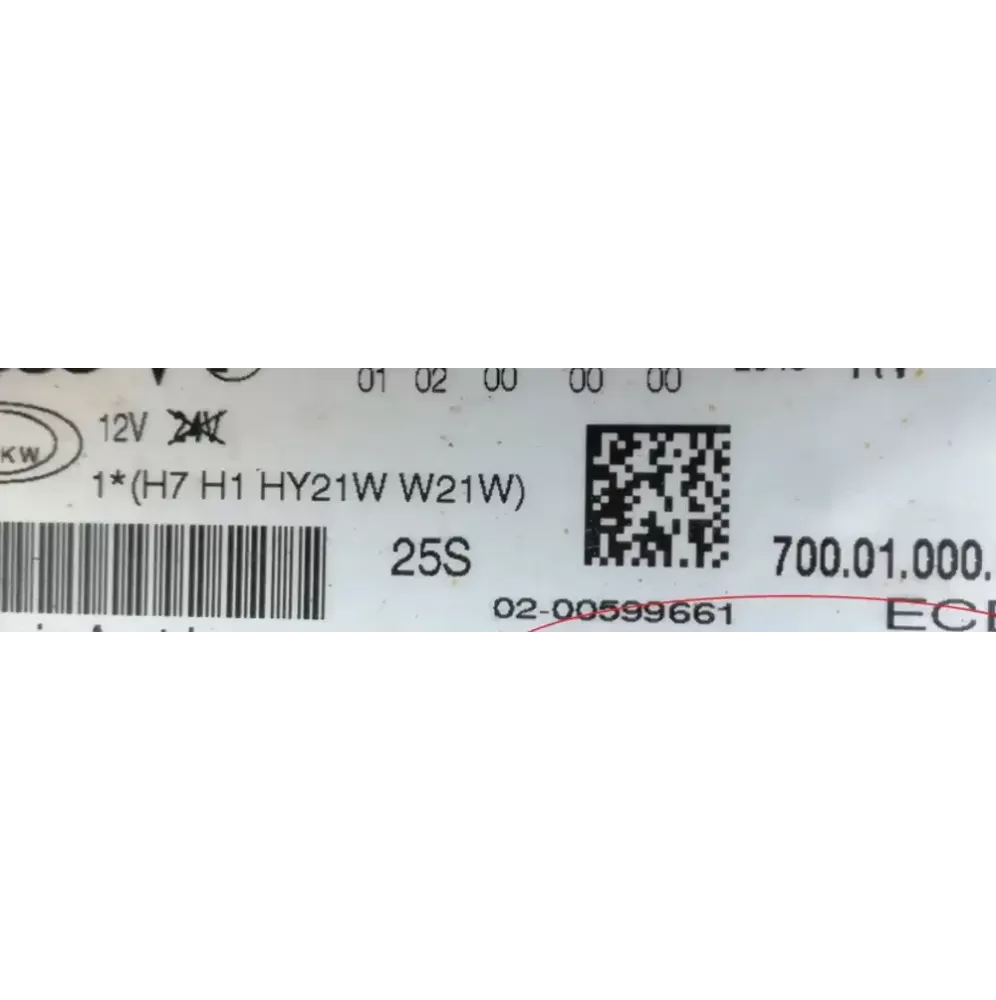 01 02 00 00 00
12V 24V
KW
1*(H7 H1 HY21W W21W)
25S
700.01.000.
02-00599661